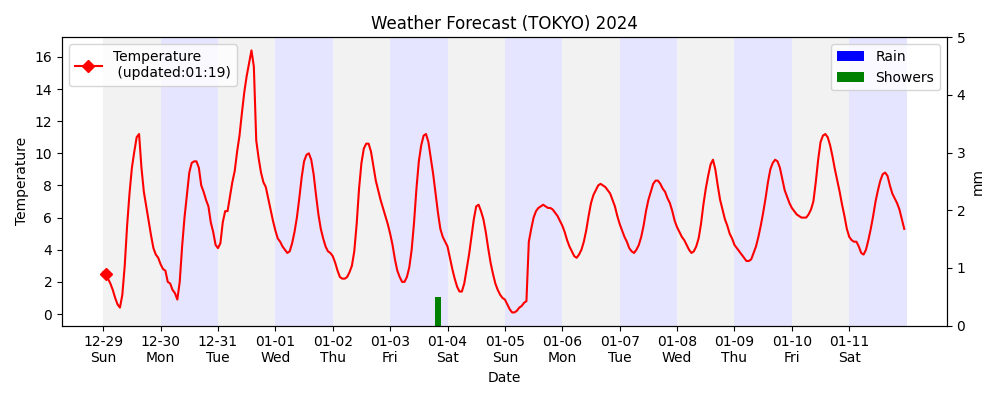 Weather Forecast (TOKYO) 2024
Temperature
(updated:01:19)
Rain
Showers
Temperature
16
14
12
10
8
6
4
2
0
5
4
3
2
1
0
mm
12-29 12-30 12-31 01-01 01-02 01-03 01-04 01-05 01-06 01-07 01-08 01-09 01-10 01-11
Sun Mon Tue Wed Thu Fri Sat Sun Mon Tue Wed Thu Fri Sat
Date